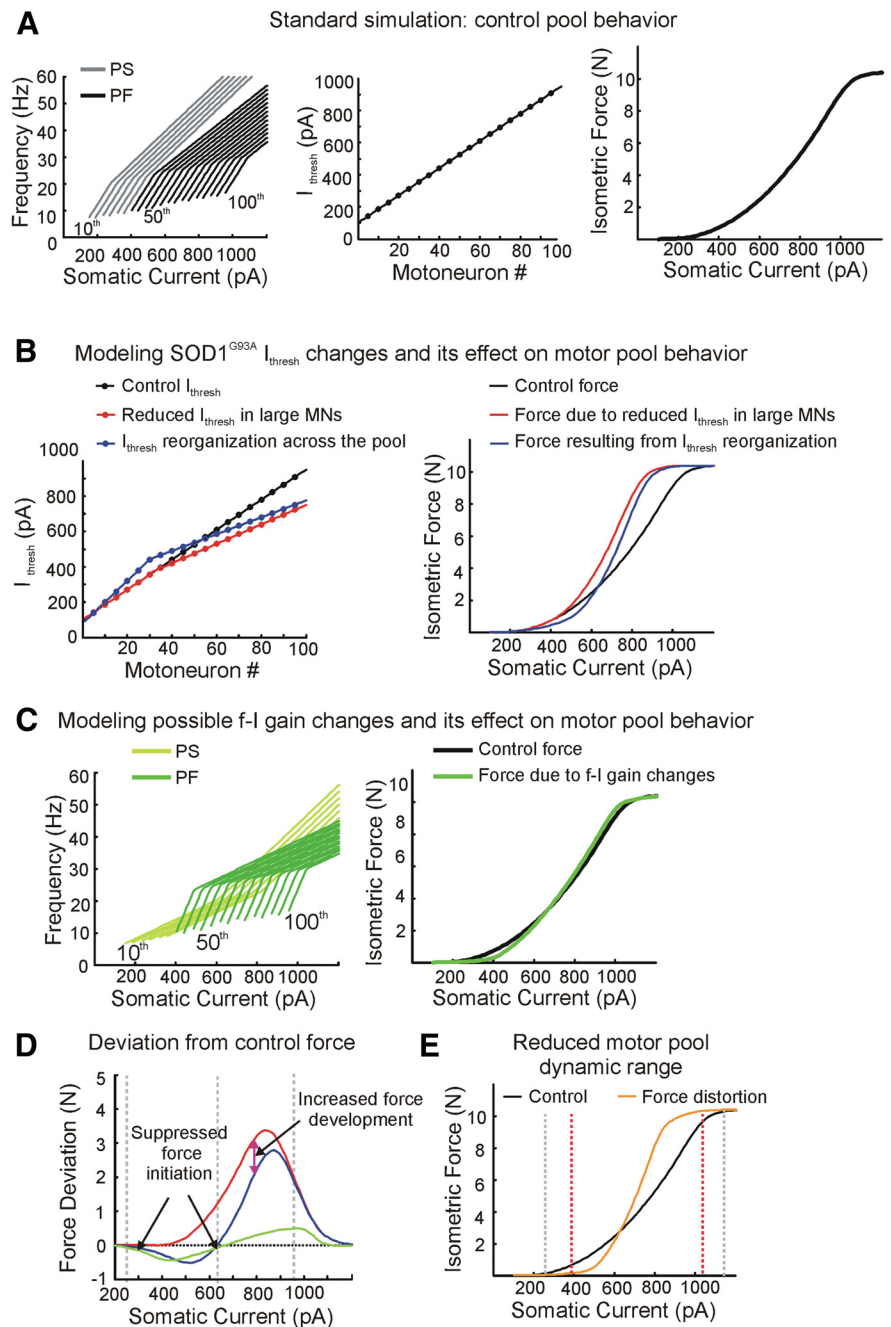 A Standard simulation: control pool behavior
PS
PF
Frequency (Hz)
60
50
40
30
20
10
0
10th
50th
100th
200 400 600 800 1000
Somatic Current (pA)
I thresh (pA)
1000
800
600
400
200
0
20 40 60 80 100
Motoneuron #
Isometric Force (N)
10
8
6
4
2
200 400 600 800 1000
Somatic Current (pA)
B Modeling SOD1G93A Ithresh changes and its effect on motor pool behavior
Control Ithresh
Reduced Ithresh in large MNs
Ithresh reorganization across the pool
I thresh (pA)
1000
800
600
400
200
0
20 40 60 80 100
Motoneuron #
Control force
Force due to reduced Ithresh in large MNs
Force resulting from Ithresh reorganization
Isometric Force (N)
10
8
6
4
2
200 400 600 800 1000
Somatic Current (pA)
C Modeling possible f-I gain changes and its effect on motor pool behavior
PS
PF
Frequency (Hz)
60
50
40
30
20
10
0
10th
50th
100th
200 400 600 800 1000
Somatic Current (pA)
Control force
Force due to f-I gain changes
Isometric Force (N)
10
8
6
4
2
200 400 600 800 1000
Somatic Current (pA)
D Deviation from control force
Force Deviation (N)
5
4
3
2
1
0
-1
Suppressed
force
initiation
Increased force
development
200 400 600 800 1000
Somatic Current (pA)
E Reduced motor pool
dynamic range
Control
Force distortion
Isometric Force (N)
10
8
6
4
2
200 400 600 800 1000
Somatic Current (pA)